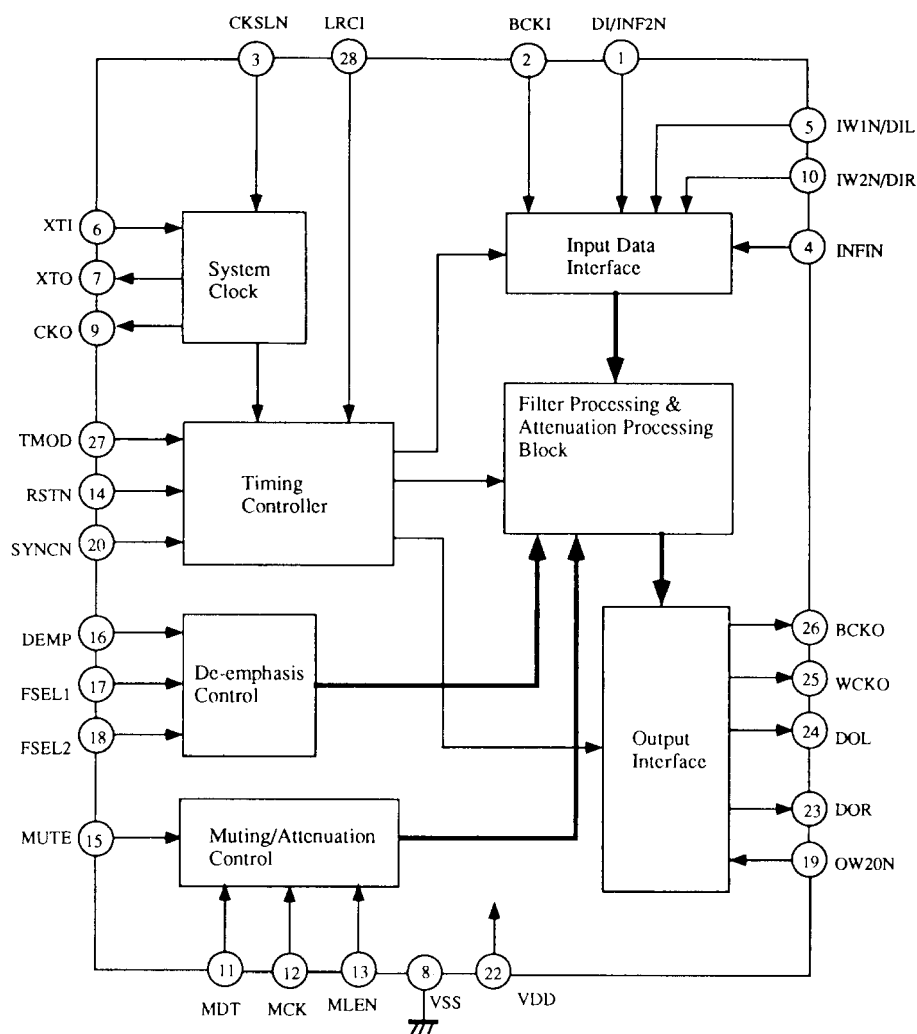 CKSLN
LRCI
BCKI
DI/INF2N
3
28
2
1
5
IW1N/DIL
10
IW2N/DIR
XTI
6
4
INFIN
System
Clock
Input Data
Interface
XTO
7
CKO
9
Filter Processing &
Attenuation Processing
Block
TMOD
27
RSTN
14
Timing
Controller
SYNCN
20
DEMP
16
26
BCKO
De-emphasis
Control
FSEL1
17
25
WCKO
FSEL2
18
24
DOL
Output
Interface
23
DOR
MUTE
15
Muting/Attenuation
Control
19
OW20N
11
12
13
8
22
MDT
MCK
MLEN
VSS
VDD